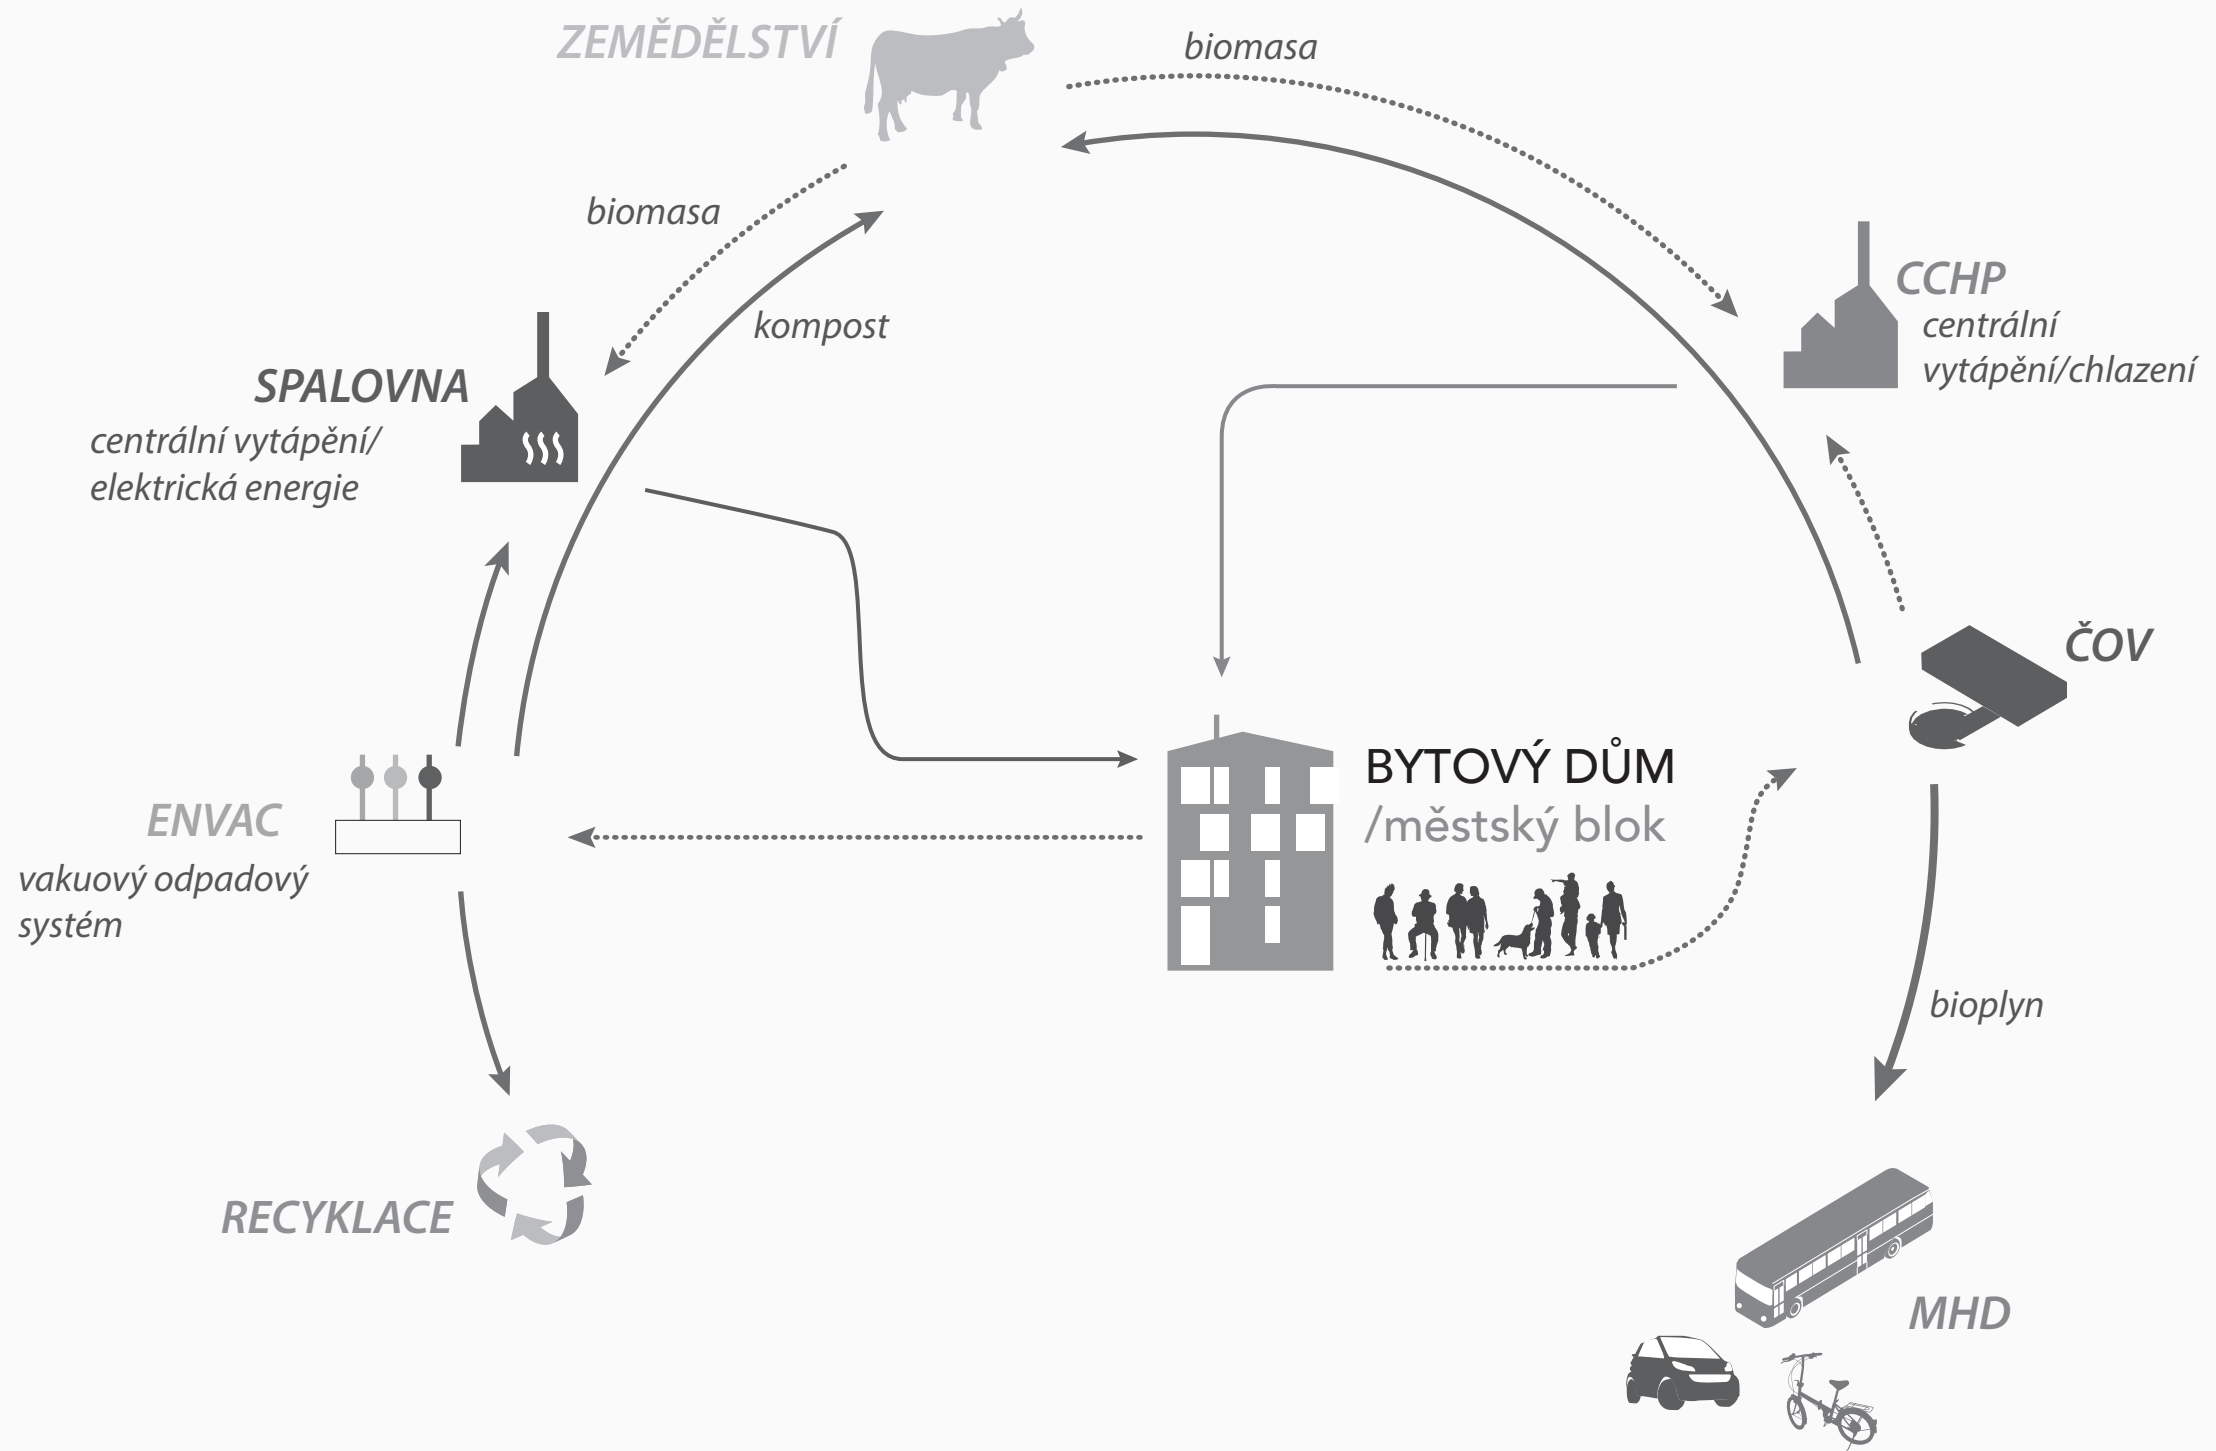 ZEMĚDĚLSTVÍ
biomasa
biomasa
kompost
CCHP
centrální
vytápění/chlazení
SPALOVNA
centrální vytápění/
elektrická energie
ČOV
BYTOVÝ DŮM
/městský blok
ENVAC
vakuový odpadový
systém
bioplyn
RECYKLACE
MHD